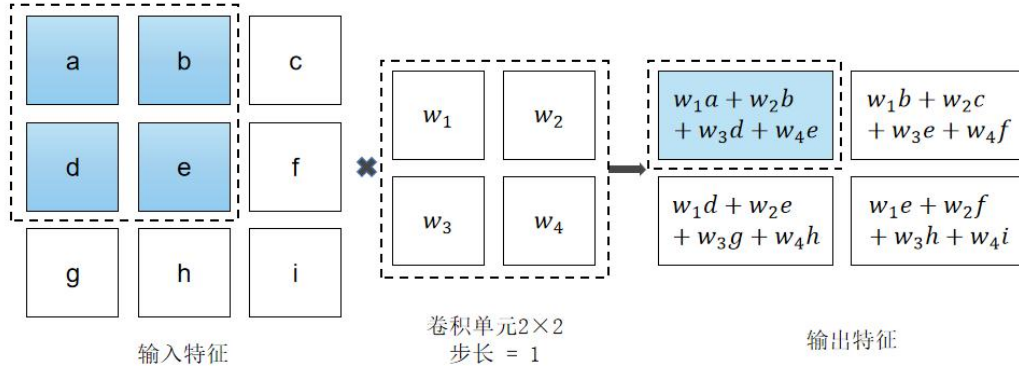 a b c
d e f
g h i
输入特征
w₁ w₂
w₃ w₄
卷积单元2×2
步长 = 1
w₁a + w₂b
+ w₃d + w₄e
w₁b + w₂c
+ w₃e + w₄f
w₁d + w₂e
+ w₃g + w₄h
w₁e + w₂f
+ w₃h + w₄i
输出特征